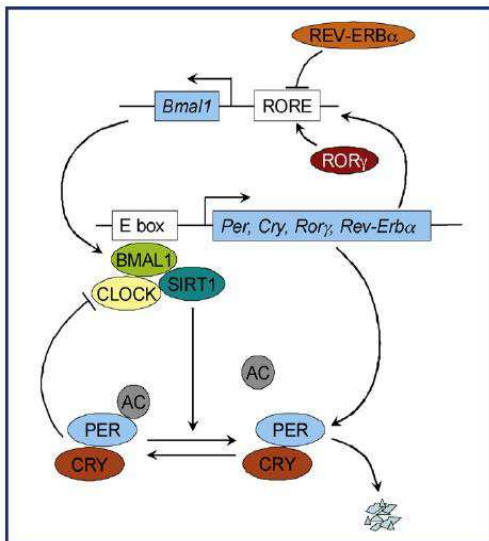 REV-ERBα
Bmal1
RORE
RORγ
E box
Per, Cry, Rorγ, Rev-Erbα
BMAL1
CLOCK
SIRT1
AC
AC
PER
PER
CRY
CRY